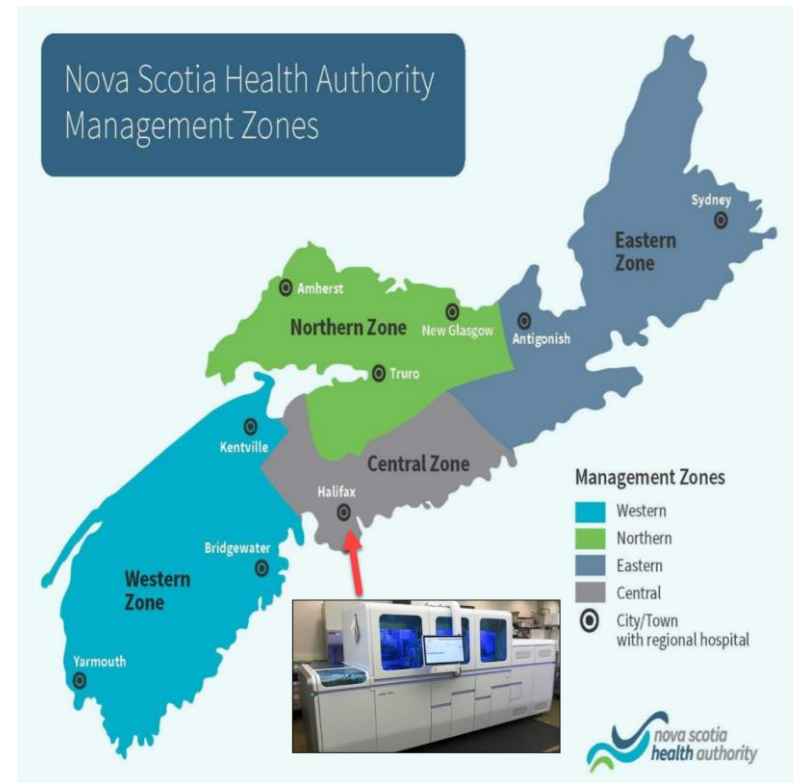 Nova Scotia Health Authority
Management Zones
Sydney
Eastern
Zone
Amherst
Northern Zone
New Glasgow
Antigonish
Truro
Kentville
Central Zone
Halifax
Bridgewater
Western
Zone
Yarmouth
Management Zones
Western
Northern
Eastern
Central
City/Town
with regional hospital
nova scotia
health authority